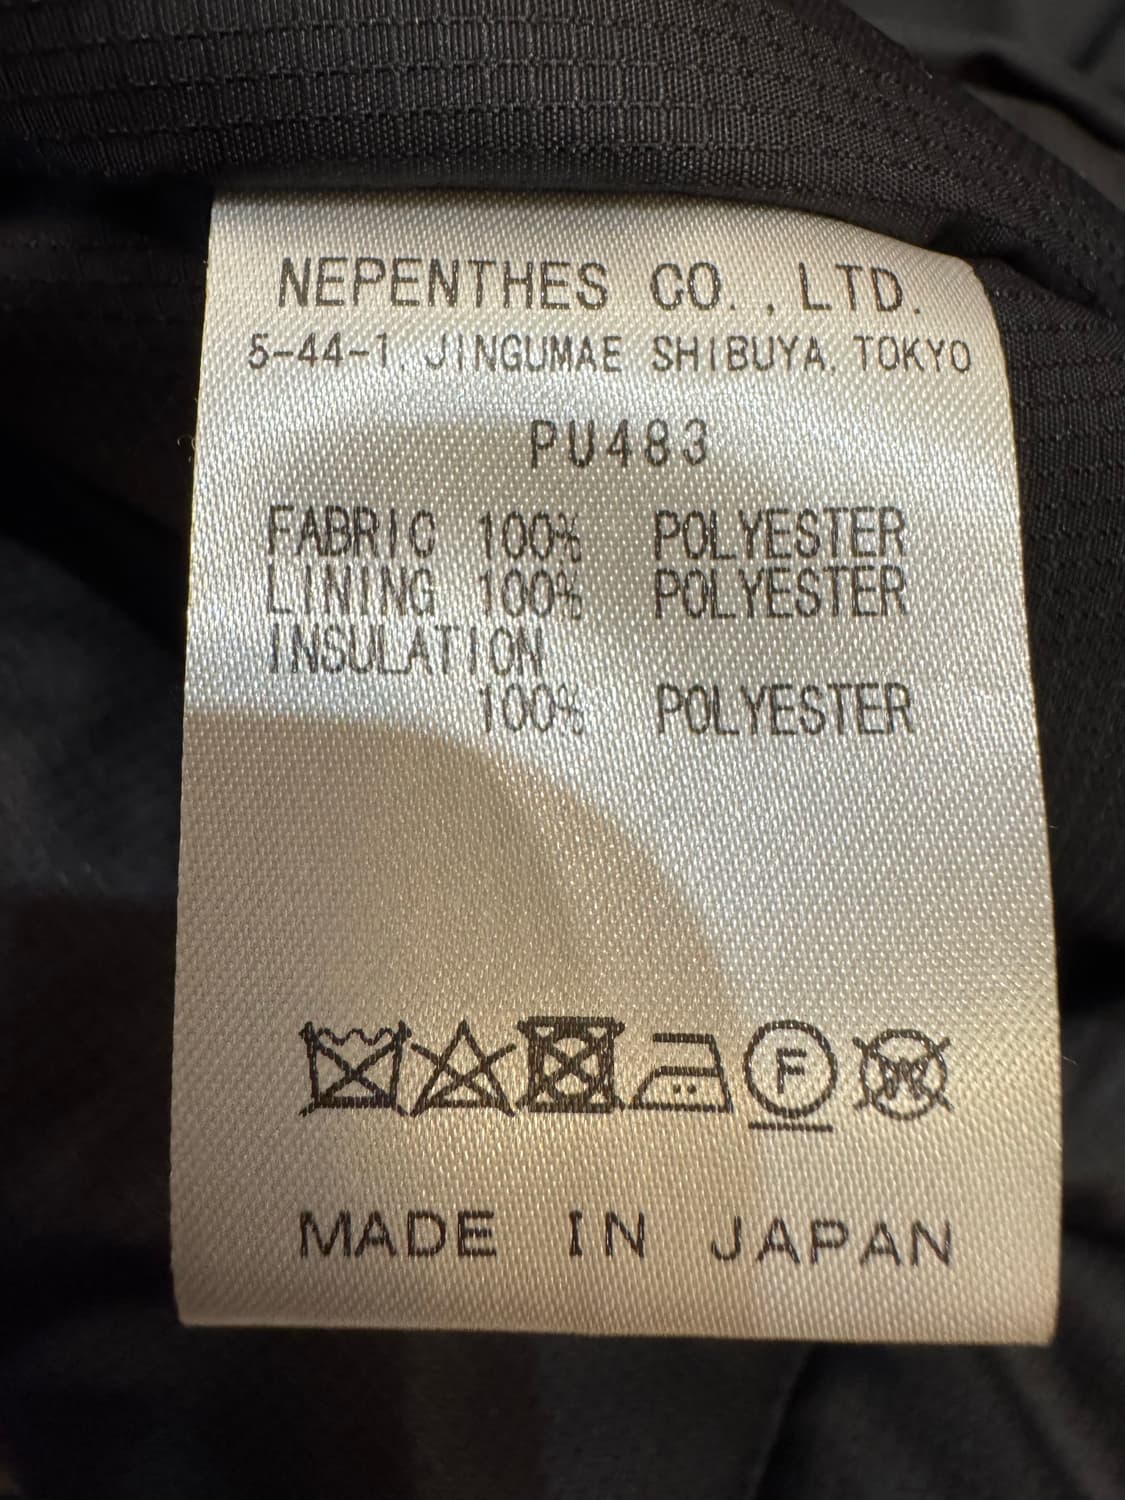 NEPENTHES CO.,LTD.
5-44-1, JINGUMAE SHIBUYA, TOKYO
PU483
FABRIC 100% POLYESTER
LINING 100% POLYESTER
INSULATION
100% POLYESTER
F
W
MADE IN JAPAN